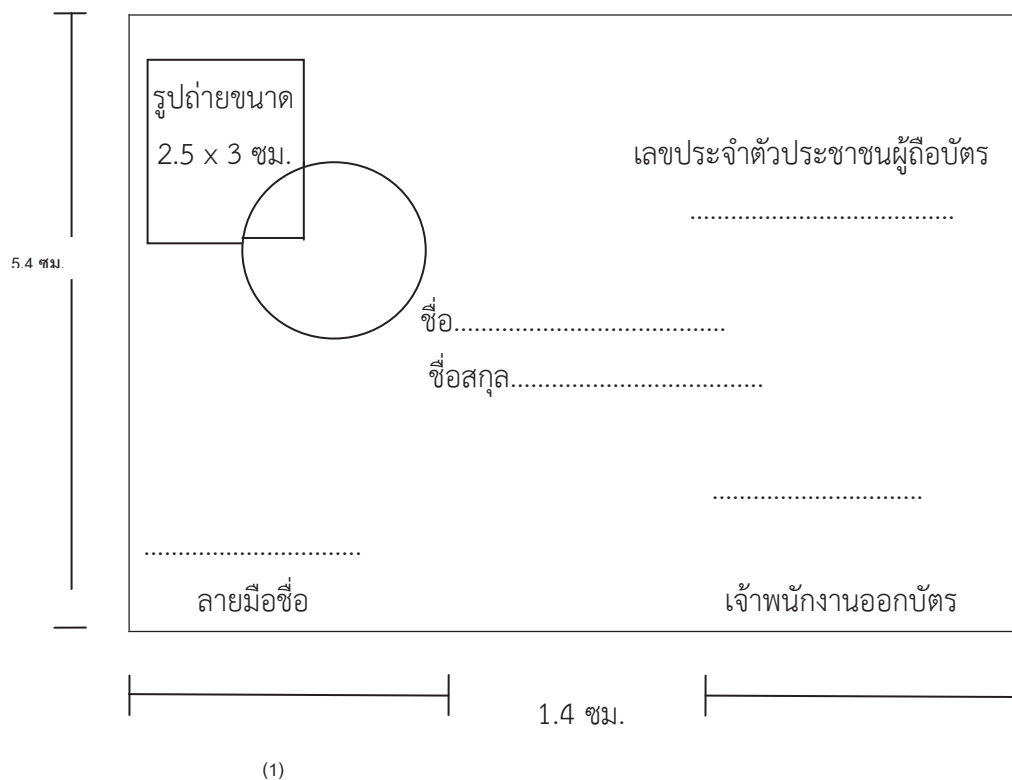 รูปถ่ายขนาด
2.5 x 3 ซม.
เลขประจำตัวประชาชนผู้ถือบัตร
.......................................
5.4 ซม.
ชื่อ........................................
ชื่อสกุล......................................
...............................
................................
ลายมือชื่อ
เจ้าพนักงานออกบัตร
1.4 ซม.
(1)